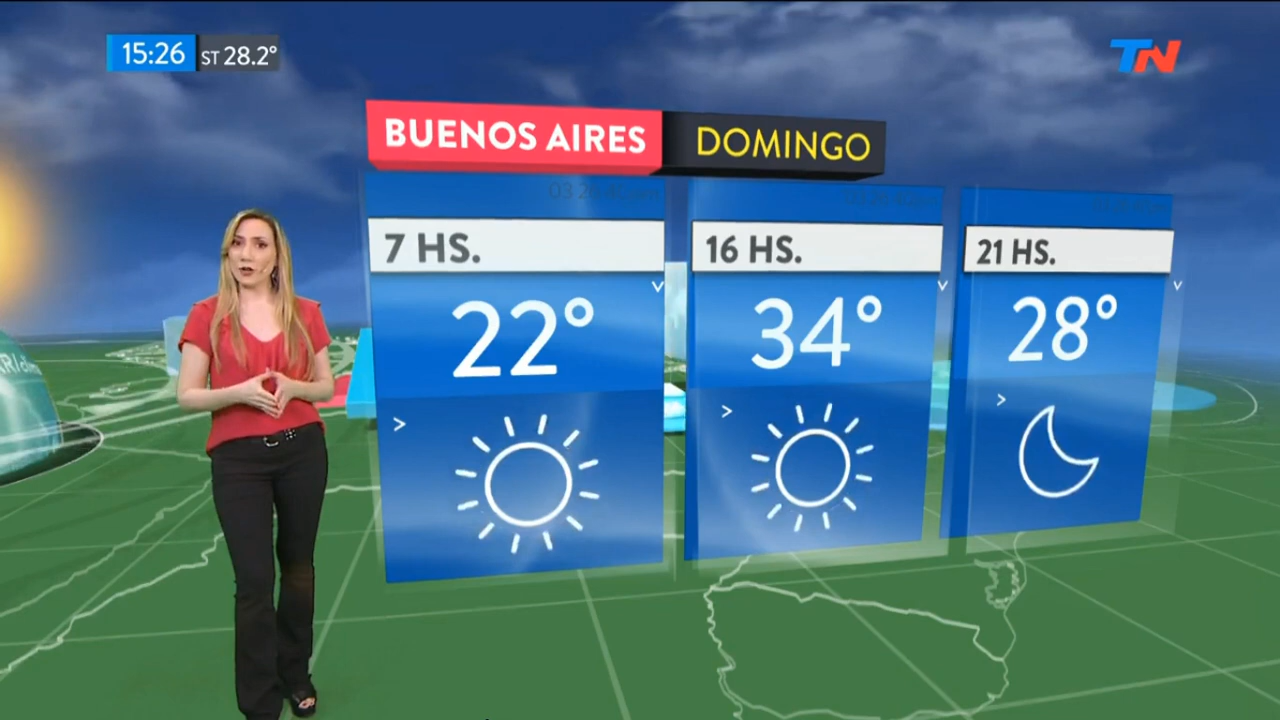 15:26 ST 28.2°
TN
BUENOS AIRES DOMINGO
7 HS. 16 HS. 21 HS.
22° 34° 28°